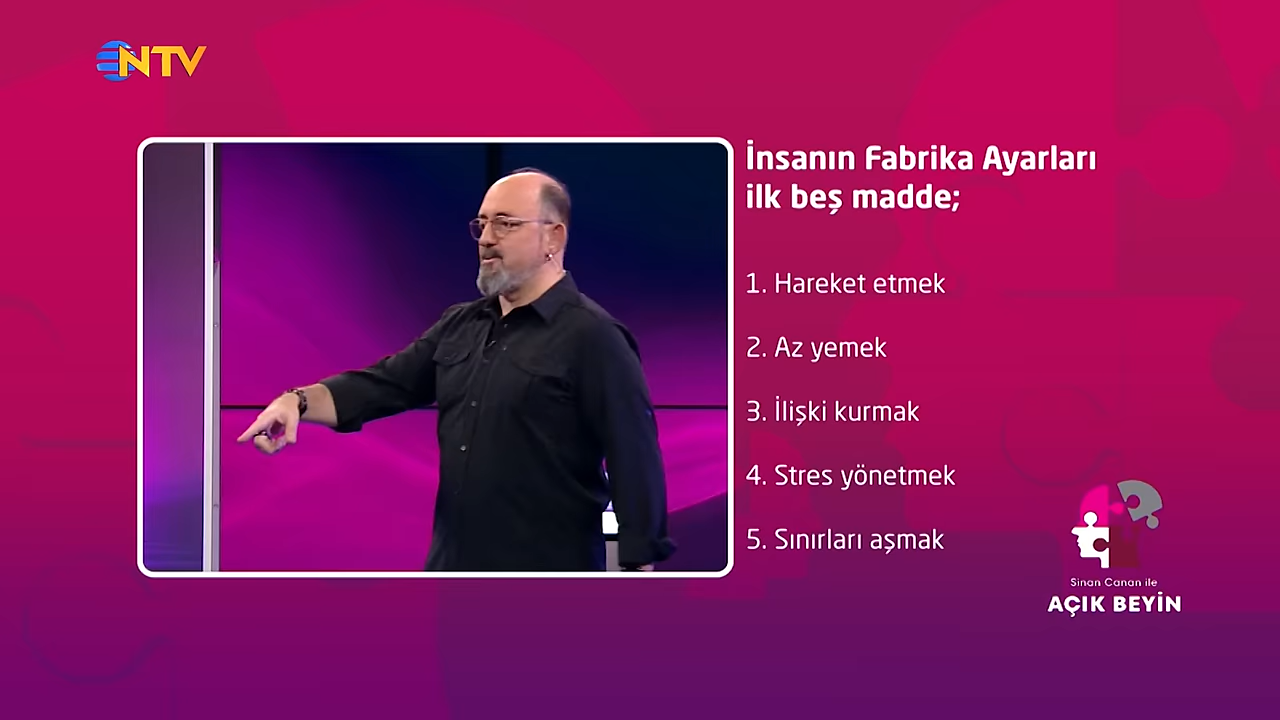 NTV
İnsanın Fabrika Ayarları
ilk beş madde;
1. Hareket etmek
2. Az yemek
3. İlişki kurmak
4. Stres yönetmek
5. Sınırları aşmak
Sinan Canan ile
AÇIK BEYİN